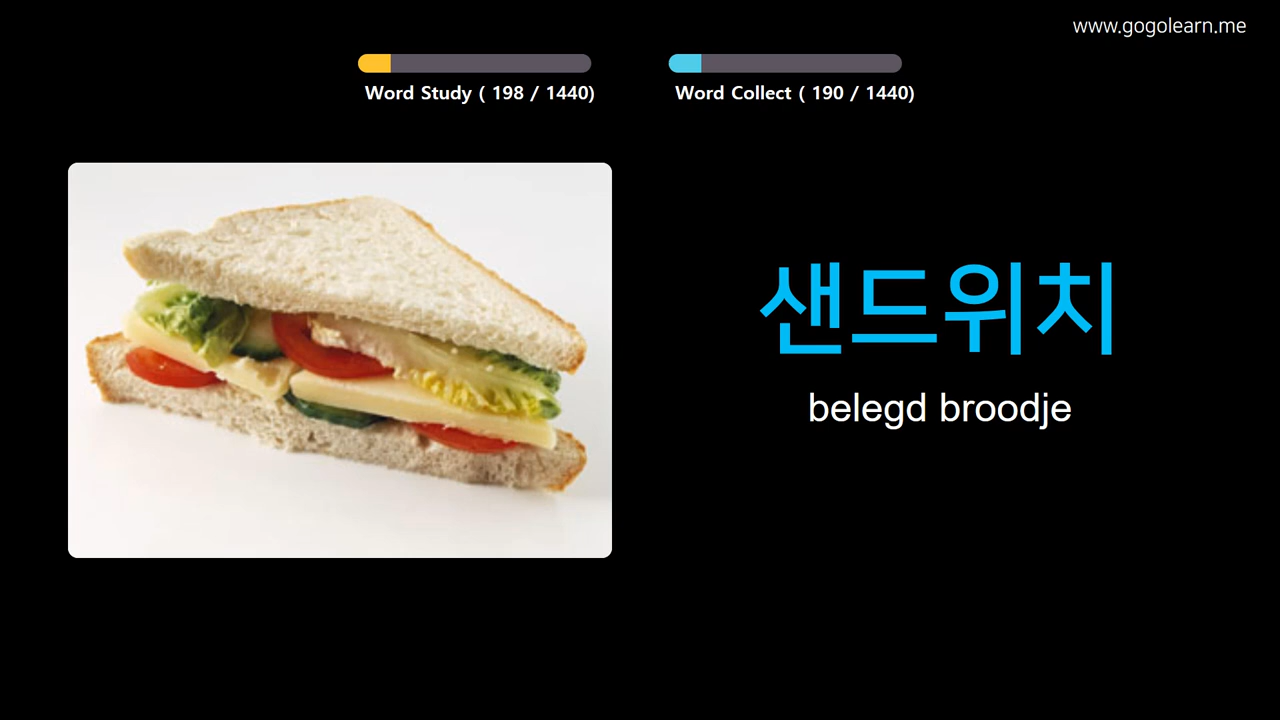 www.gogolearn.me
Word Study ( 198 / 1440)
Word Collect ( 190 / 1440)
샌드위치
belegd broodje